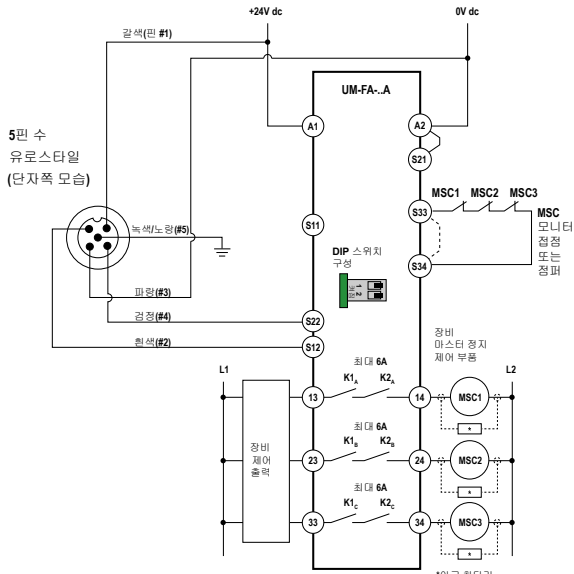 +24V dc
0V dc
갈색(핀 #1)
UM-FA-..A
A1
A2
S21
5핀 수
유로스타일
(단자쪽 모습)
MSC1 MSC2 MSC3
S33
MSC
모니터
접점
또는
점퍼
녹색/노랑(#5)
S11
DIP 스위치
구성
S34
1
2
파랑(#3)
검정(#4)
S22
흰색(#2)
S12
장비
마스터 정지
제어 부품
L1
L2
최대 6A
K1A K2A
13
14
MSC1
*
장비
제어
출력
최대 6A
K1B K2B
23
24
MSC2
*
최대 6A
K1C K2C
33
34
MSC3
*